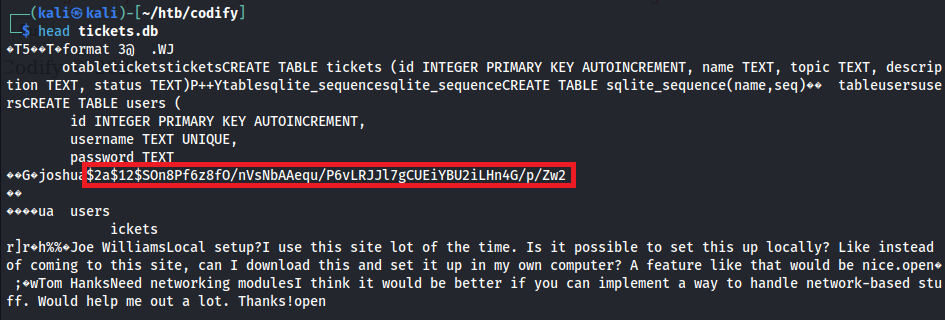 ┌──(kali㉿kali)-[~/htb/codify]
└─$ head tickets.db
�T5��T�format 3@  .WJ
otableticketsticketsCREATE TABLE tickets (id INTEGER PRIMARY KEY AUTOINCREMENT, name TEXT, topic TEXT, descrip
tion TEXT, status TEXT)P++Ytablesqlite_sequencesqlite_sequenceCREATE TABLE sqlite_sequence(name,seq)��  tableusersuse
rsCREATE TABLE users (
id INTEGER PRIMARY KEY AUTOINCREMENT,
username TEXT UNIQUE,
password TEXT
��G�joshua$2a$12$SOn8Pf6z8fO/nVsNbAAequ/P6vLRJJl7gCUEiYBU2iLHn4G/p/Zw2
��
����ua  users
ickets
r]r�h%%�Joe WilliamsLocal setup?I use this site lot of the time. Is it possible to set this up locally? Like instead
of coming to this site, can I download this and set it up in my own computer? A feature like that would be nice.open�
;�wTom HanksNeed networking modulesI think it would be better if you can implement a way to handle network-based stu
ff. Would help me out a lot. Thanks!open